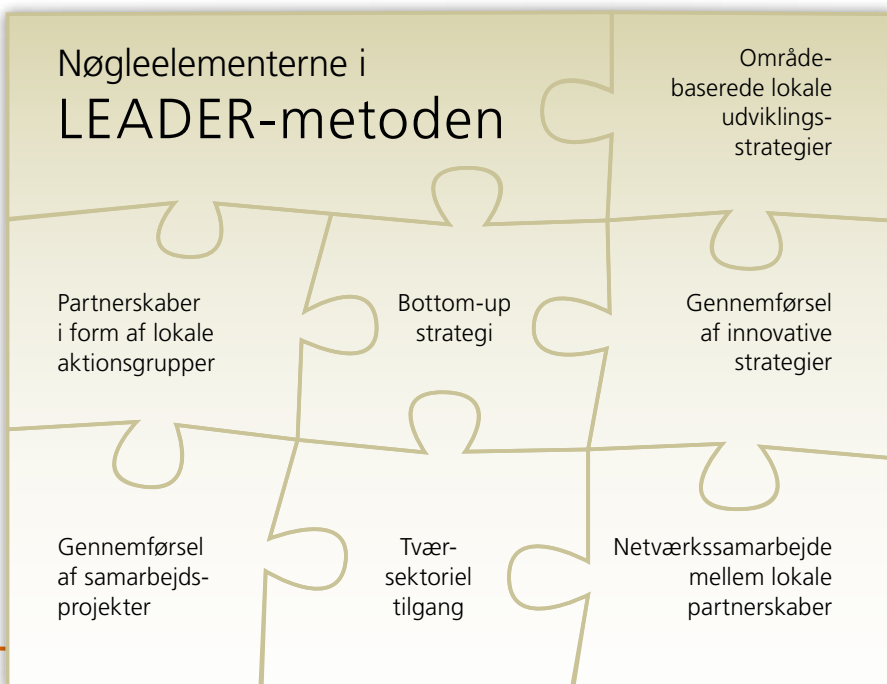 Nøgleelementerne i
LEADER-metoden
Område-
baserede lokale
udviklings-
strategier
Partnerskaber
i form af lokale
aktionsgrupper
Bottom-up
strategi
Gennemførsel
af innovative
strategier
Gennemførsel
af samarbejds-
projekter
Tvær-
sektoriel
tilgang
Netværkssamarbejde
mellem lokale
partnerskaber